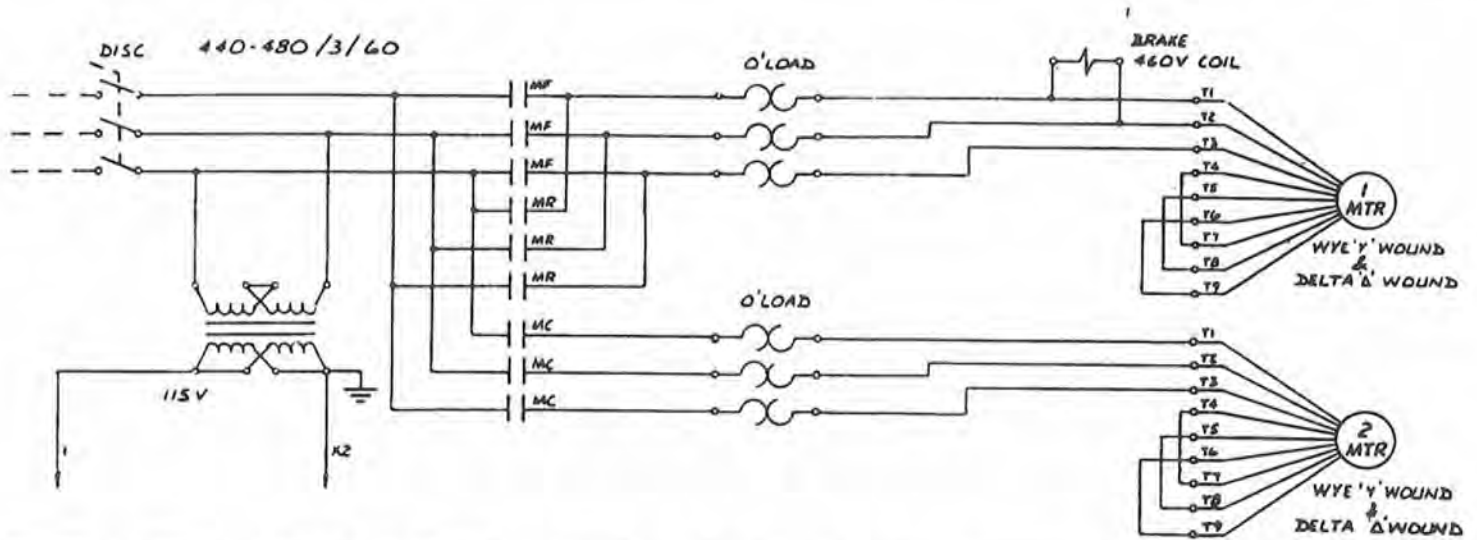 DISC
440-480/3/60
MF
MF
MF
MR
MR
MR
MC
MC
MC
O'LOAD
O'LOAD
BRAKE
460V COIL
T1
T2
T3
T4
T5
T6
T7
T8
T9
1
MTR
WYE 'Y' WOUND
&
DELTA 'Δ' WOUND
115V
1
X2
T1
T2
T3
T4
T5
T6
T7
T8
T9
2
MTR
WYE 'Y' WOUND
&
DELTA 'Δ' WOUND